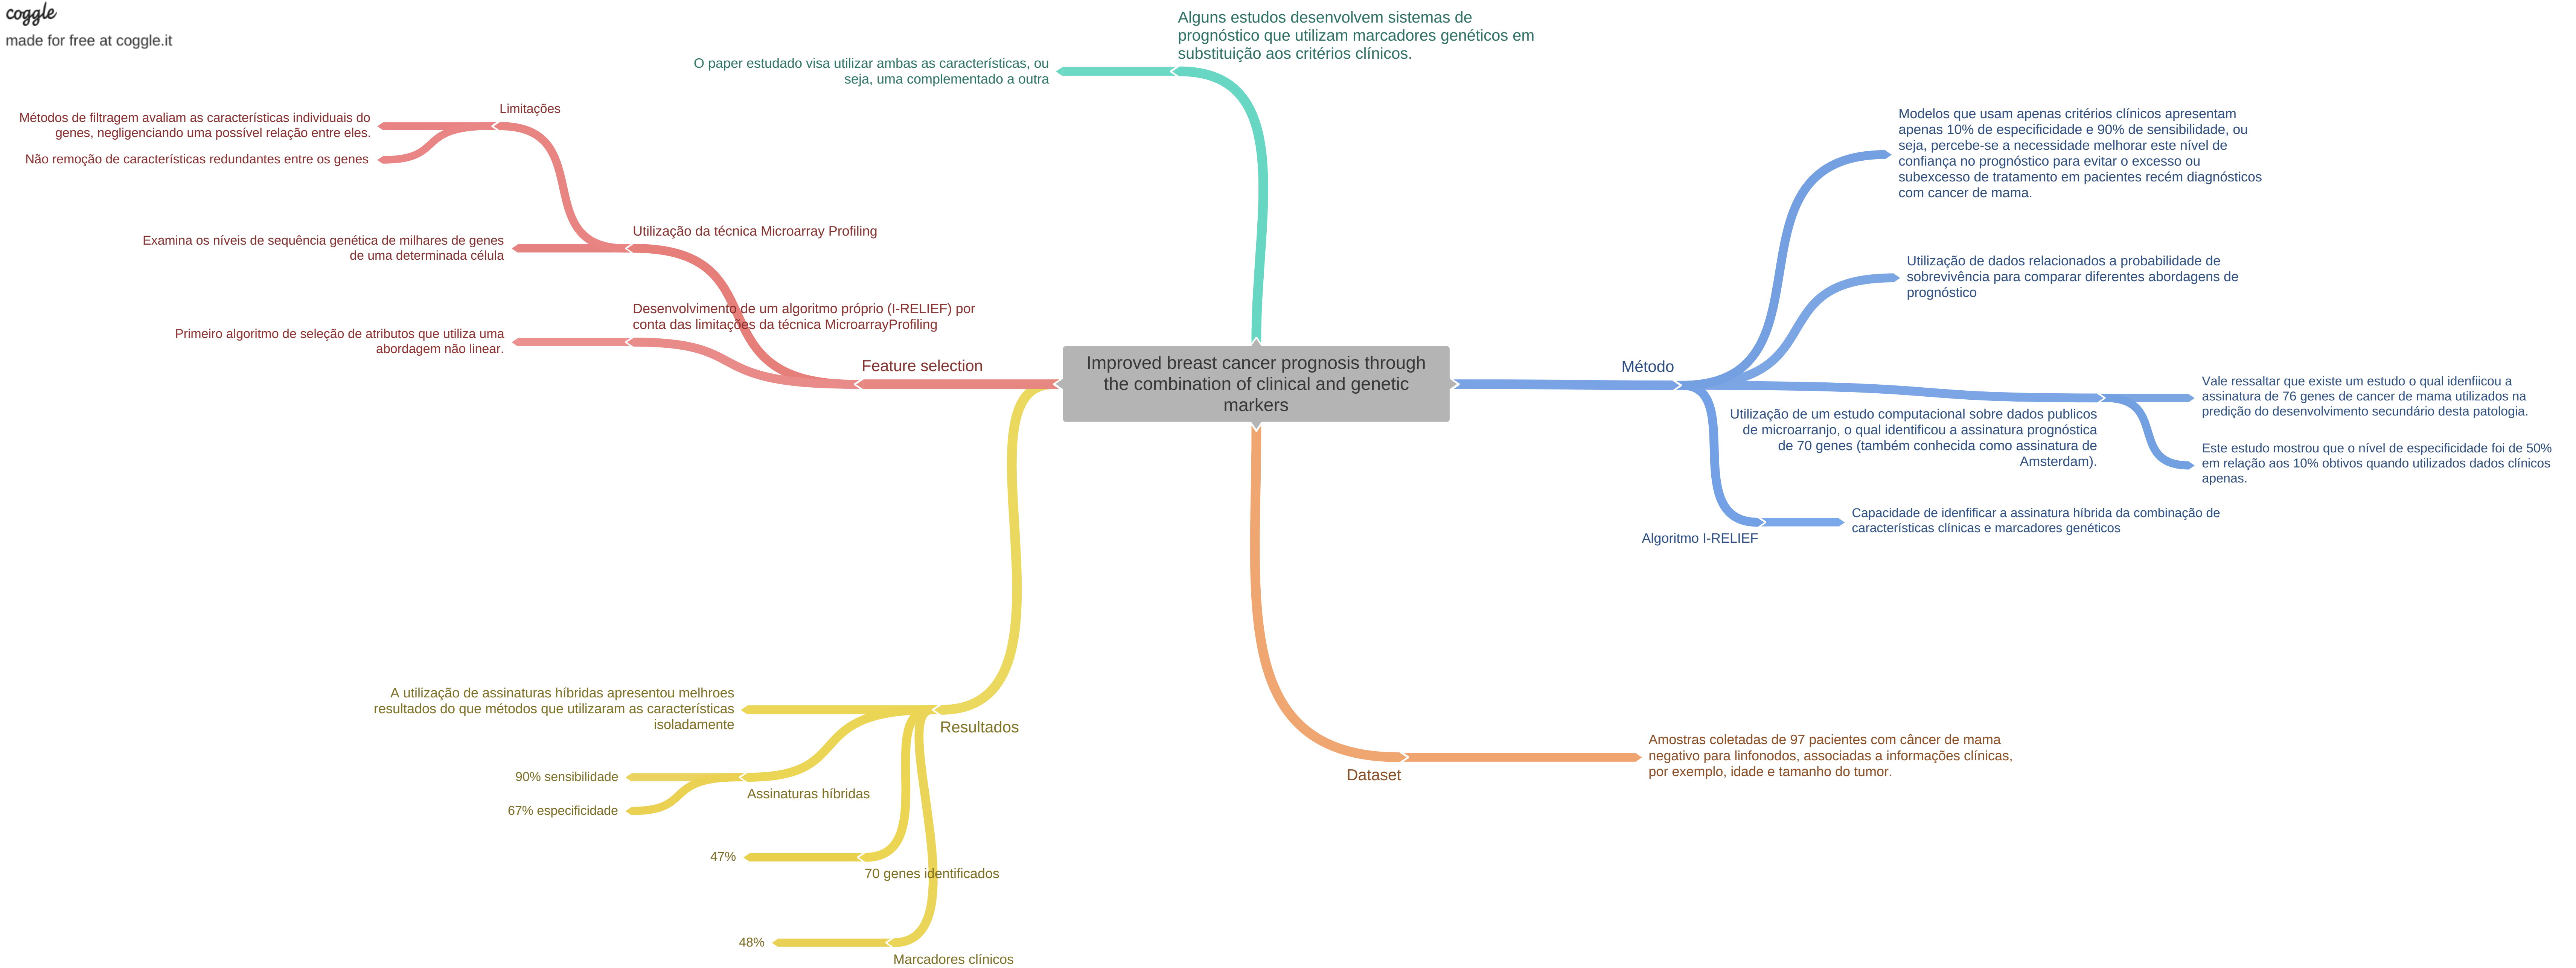 coggle
made for free at coggle.it
Alguns estudos desenvolvem sistemas de
prognóstico que utilizam marcadores genéticos em
substituição aos critérios clínicos.
O paper estudado visa utilizar ambas as características, ou
seja, uma complementado a outra
Limitações
Métodos de filtragem avaliam as características individuais do
genes, negligenciando uma possível relação entre eles.
Não remoção de características redundantes entre os genes
Utilização da técnica Microarray Profiling
Examina os níveis de sequência genética de milhares de genes
de uma determinada célula
Desenvolvimento de um algoritmo próprio (I-RELIEF) por
conta das limitações da técnica MicroarrayProfiling
Primeiro algoritmo de seleção de atributos que utiliza uma
abordagem não linear.
Feature selection
Improved breast cancer prognosis through
the combination of clinical and genetic
markers
Método
Modelos que usam apenas critérios clínicos apresentam
apenas 10% de especificidade e 90% de sensibilidade, ou
seja, percebe-se a necessidade melhorar este nível de
confiança no prognóstico para evitar o excesso ou
subexcesso de tratamento em pacientes recém diagnósticos
com cancer de mama.
Utilização de dados relacionados a probabilidade de
sobrevivência para comparar diferentes abordagens de
prognóstico
Utilização de um estudo computacional sobre dados publicos
de microarranjo, o qual identificou a assinatura prognóstica
de 70 genes (também conhecida como assinatura de
Amsterdam).
Vale ressaltar que existe um estudo o qual idenfiicou a
assinatura de 76 genes de cancer de mama utilizados na
predição do desenvolvimento secundário desta patologia.
Este estudo mostrou que o nível de especificidade foi de 50%
em relação aos 10% obtivos quando utilizados dados clínicos
apenas.
Algoritmo I-RELIEF
Capacidade de idenfificar a assinatura híbrida da combinação de
características clínicas e marcadores genéticos
A utilização de assinaturas híbridas apresentou melhroes
resultados do que métodos que utilizaram as características
isoladamente
Resultados
90% sensibilidade
67% especificidade
Assinaturas híbridas
47%
70 genes identificados
48%
Marcadores clínicos
Dataset
Amostras coletadas de 97 pacientes com câncer de mama
negativo para linfonodos, associadas a informações clínicas,
por exemplo, idade e tamanho do tumor.